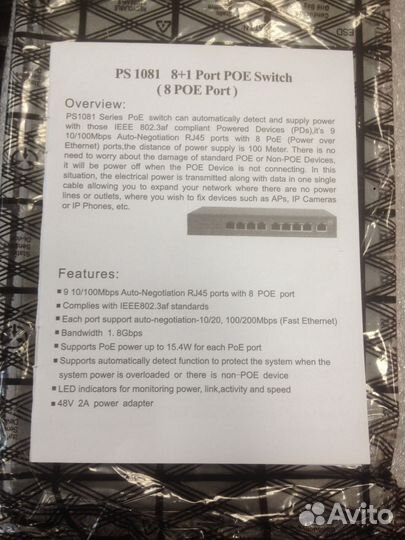 PS 1081 8+1 Port POE Switch
( 8 POE Port )
Overview:
PS1081 Series PoE switch can automatically detect and supply power
with those IEEE 802.3af compliant Powered Devices (PDs),it's 9
10/100Mbps Auto-Negotiation RJ45 ports with 8 PoE (Power over
Ethernet) ports,the distance of power supply is 100 Meter. There is no
need to worry about the damage of standard POE or Non-POE Devices,
it will be power off when the POE Device is not connecting. In this
situation, the electrical power is transmitted along with data in one single
cable allowing you to expand your network where there are no power
lines or outlets, where you wish to fix devices such as APs, IP Cameras
or IP Phones, etc.
Features:
■ 9 10/100Mbps Auto-Negotiation RJ45 ports with 8 POE port
■ Complies with IEEE802.3af standards
■ Each port support auto-negotiation-10/20, 100/200Mbps (Fast Ethernet)
■ Bandwidth 1. 8Gbps
■ Supports PoE power up to 15.4W for each PoE port
■ Supports automatically detect function to protect the system when the
system power is overloaded or there is non-POE device
■ LED indicators for monitoring power, link,activity and speed
■ 48V 2A power adapter
Avito